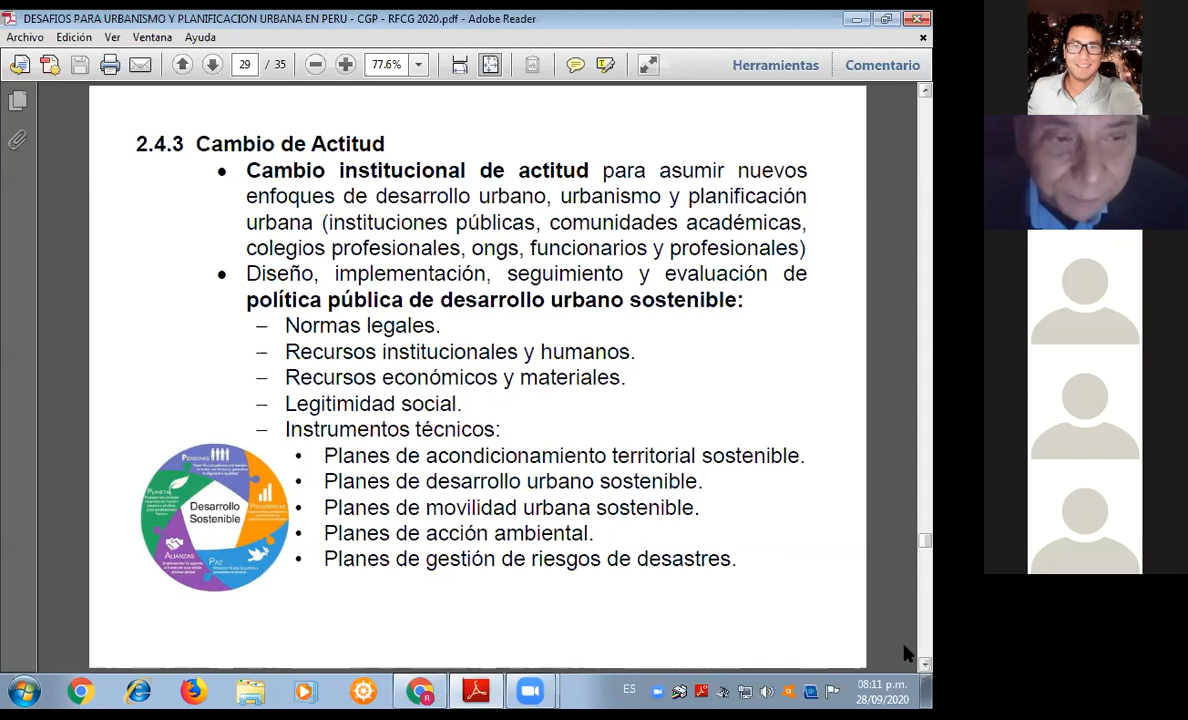 DESAFIOS PARA URBANISMO Y PLANIFICACION URBANA EN PERU - CGP - RFCG 2020.pdf - Adobe Reader
Archivo Edición Ver Ventana Ayuda
29 / 35 77.6% Herramientas Comentario
2.4.3 Cambio de Actitud
• Cambio institucional de actitud para asumir nuevos
enfoques de desarrollo urbano, urbanismo y planificación
urbana (instituciones públicas, comunidades académicas,
colegios profesionales, ongs, funcionarios y profesionales)
• Diseño, implementación, seguimiento y evaluación de
política pública de desarrollo urbano sostenible:
– Normas legales.
– Recursos institucionales y humanos.
– Recursos económicos y materiales.
– Legitimidad social.
– Instrumentos técnicos:
• Planes de acondicionamiento territorial sostenible.
• Planes de desarrollo urbano sostenible.
• Planes de movilidad urbana sostenible.
• Planes de acción ambiental.
• Planes de gestión de riesgos de desastres.
PERSONAS
PLANETA
Desarrollo
Sostenible
ALIANZAS
PAZ
ES
08:11 p.m.
28/09/2020